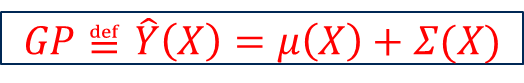 GP ≝ Ŷ(X) = μ(X) + Σ(X)